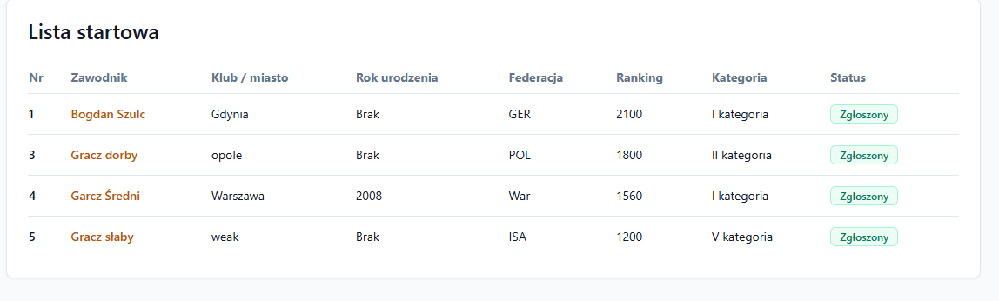 Lista startowa
Nr Zawodnik Klub / miasto Rok urodzenia Federacja Ranking Kategoria Status
1 Bogdan Szulc Gdynia Brak GER 2100 I kategoria Zgłoszony
3 Gracz dorby opole Brak POL 1800 II kategoria Zgłoszony
4 Garcz Średni Warszawa 2008 War 1560 I kategoria Zgłoszony
5 Gracz słaby weak Brak ISA 1200 V kategoria Zgłoszony